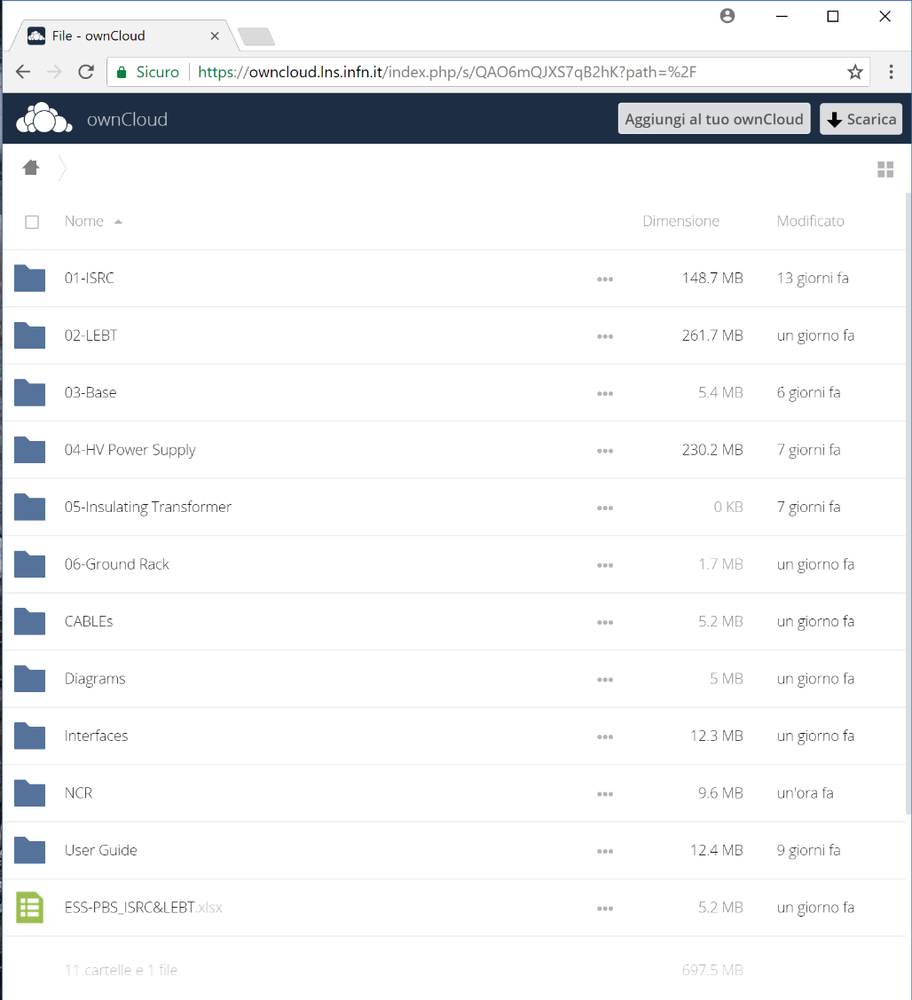 File - ownCloud
Sicuro https://owncloud.lns.infn.it/index.php/s/QAO6mQJXS7qB2hK?path=%2F
ownCloud Aggiungi al tuo ownCloud Scarica
Nome Dimensione Modificato
01-ISRC 148.7 MB 13 giorni fa
02-LEBT 261.7 MB un giorno fa
03-Base 5.4 MB 6 giorni fa
04-HV Power Supply 230.2 MB 7 giorni fa
05-Insulating Transformer 0 KB 7 giorni fa
06-Ground Rack 1.7 MB un giorno fa
CABLEs 5.2 MB un giorno fa
Diagrams 5 MB un giorno fa
Interfaces 12.3 MB un giorno fa
NCR 9.6 MB un'ora fa
User Guide 12.4 MB 9 giorni fa
ESS-PBS_ISRC&LEBT.xlsx 5.2 MB un giorno fa
11 cartelle e 1 file 697.5 MB